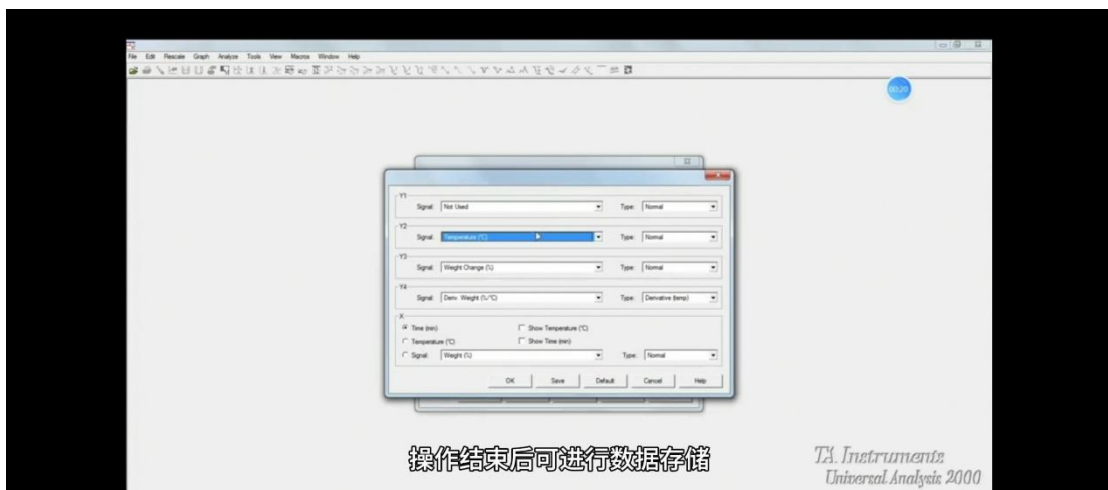 File Edit Rescale Graph Analyze Tools View Macros Window Help
00:20
Y1
Signal: Not Used Type: Normal
Y2
Signal: Temperature (°C) Type: Normal
Y3
Signal: Weight Change (%) Type: Normal
Y4
Signal: Deriv. Weight (%/°C) Type: Derivative (temp)
X
Time (min) Show Temperature (°C)
Temperature (°C) Show Time (min)
Signal: Weight (%) Type: Normal
OK Save Default Cancel Help
操作结束后可进行数据存储
TA Instruments
Universal Analysis 2000